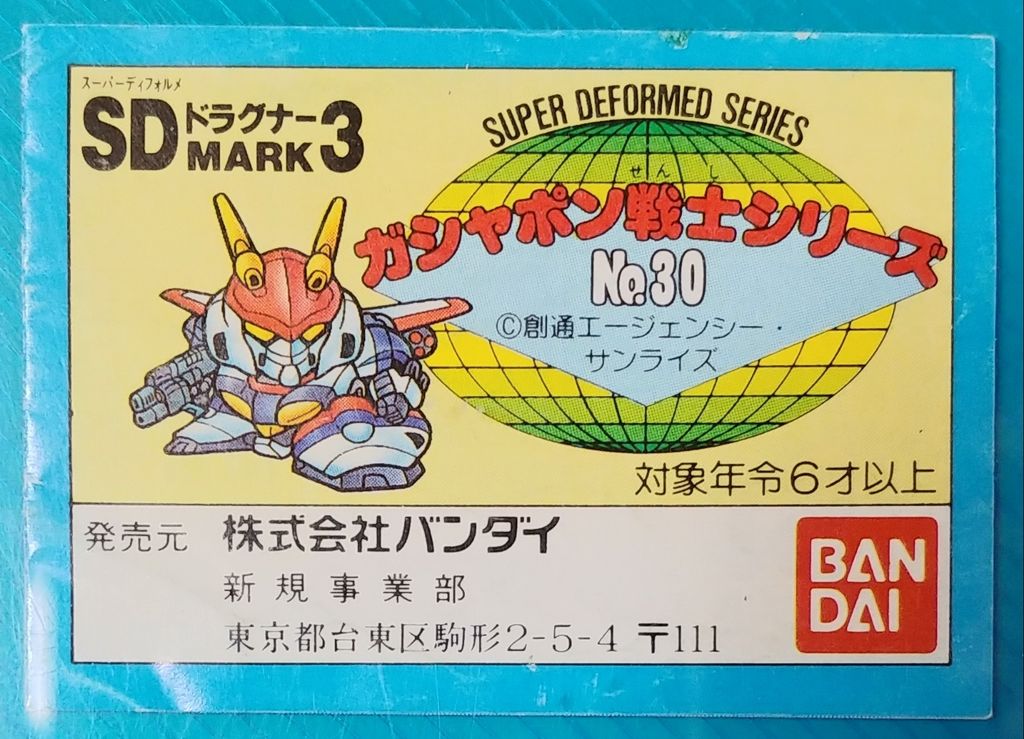 スーパーディフォルメ
SD ドラグナー MARK 3
SUPER DEFORMED SERIES
せんし
ガシャポン戦士シリーズ
No.30
©創通エージェンシー・
サンライズ
対象年令6才以上
発売元 株式会社バンダイ
新規事業部
東京都台東区駒形2-5-4 〒111
BAN
DAI